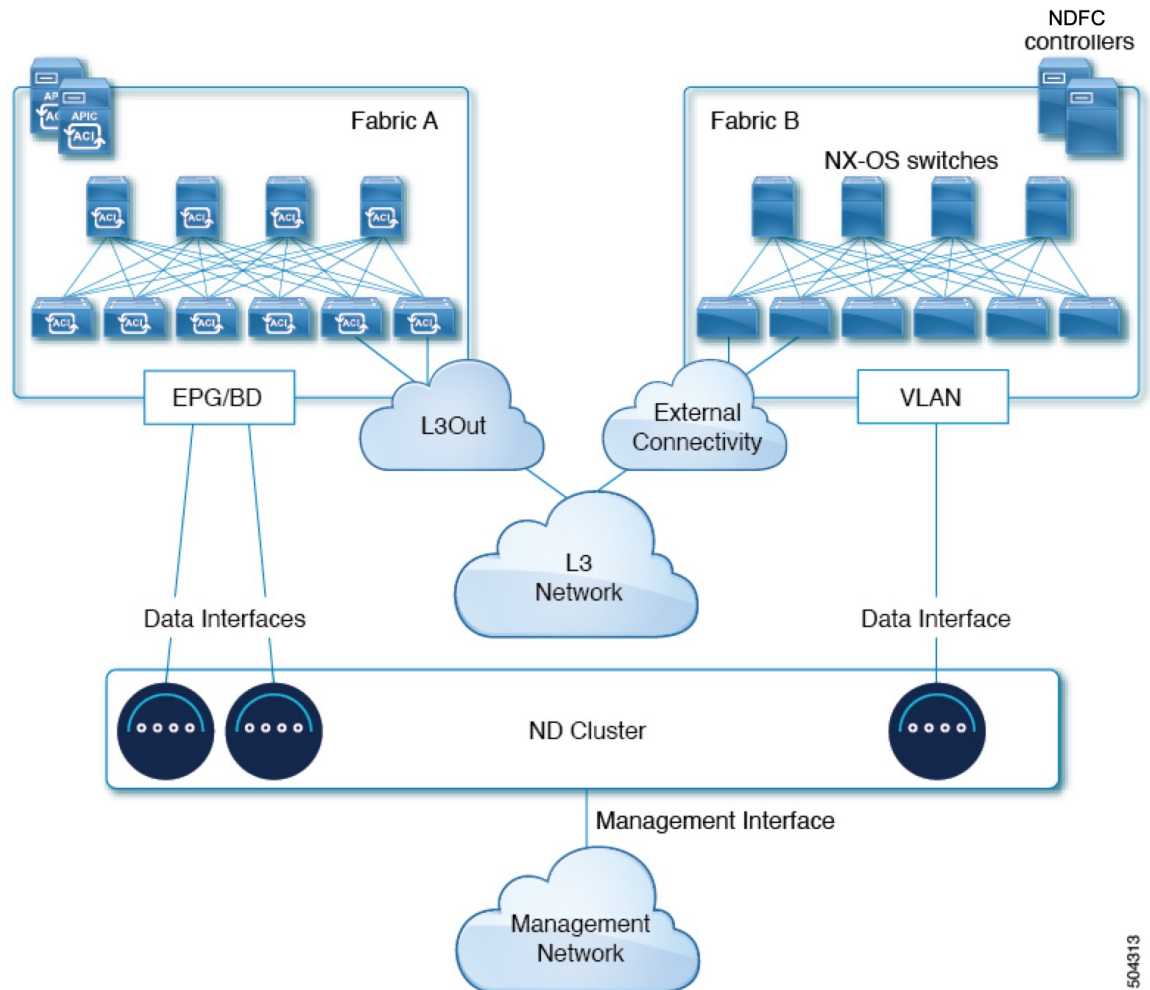 NDFC
controllers
AP
AC
APIC
ACI
Fabric A
Fabric B
NX-OS switches
ACI
ACI
ACI
ACI
ACI
ACI
ACI
ACI
ACI
ACI
EPG/BD
L3Out
External
Connectivity
VLAN
L3
Network
Data Interfaces
Data Interface
ND Cluster
Management Interface
Management
Network
504313